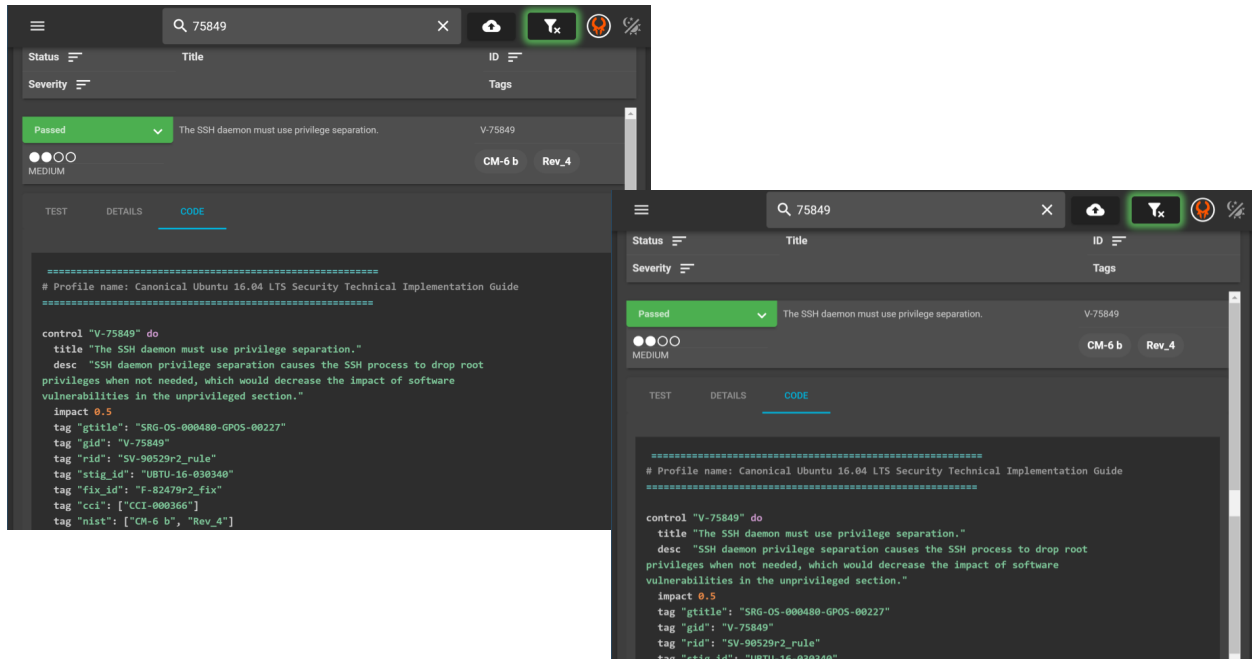 75849
Status Title ID
Severity Tags
Passed The SSH daemon must use privilege separation. V-75849
MEDIUM CM-6 b Rev_4
TEST DETAILS CODE
=========================================================
# Profile name: Canonical Ubuntu 16.04 LTS Security Technical Implementation Guide
=========================================================
control "V-75849" do
title "The SSH daemon must use privilege separation."
desc "SSH daemon privilege separation causes the SSH process to drop root
privileges when not needed, which would decrease the impact of software
vulnerabilities in the unprivileged section."
impact 0.5
tag "gtitle": "SRG-OS-000480-GPOS-00227"
tag "gid": "V-75849"
tag "rid": "SV-90529r2_rule"
tag "stig_id": "UBTU-16-030340"
tag "fix_id": "F-82479r2_fix"
tag "cci": ["CCI-000366"]
tag "nist": ["CM-6 b", "Rev_4"]
75849
Status Title ID
Severity Tags
Passed The SSH daemon must use privilege separation. V-75849
MEDIUM CM-6 b Rev_4
TEST DETAILS CODE
=========================================================
# Profile name: Canonical Ubuntu 16.04 LTS Security Technical Implementation Guide
=========================================================
control "V-75849" do
title "The SSH daemon must use privilege separation."
desc "SSH daemon privilege separation causes the SSH process to drop root
privileges when not needed, which would decrease the impact of software
vulnerabilities in the unprivileged section."
impact 0.5
tag "gtitle": "SRG-OS-000480-GPOS-00227"
tag "gid": "V-75849"
tag "rid": "SV-90529r2_rule"
tag "stig_id": "UBTU-16-030340"